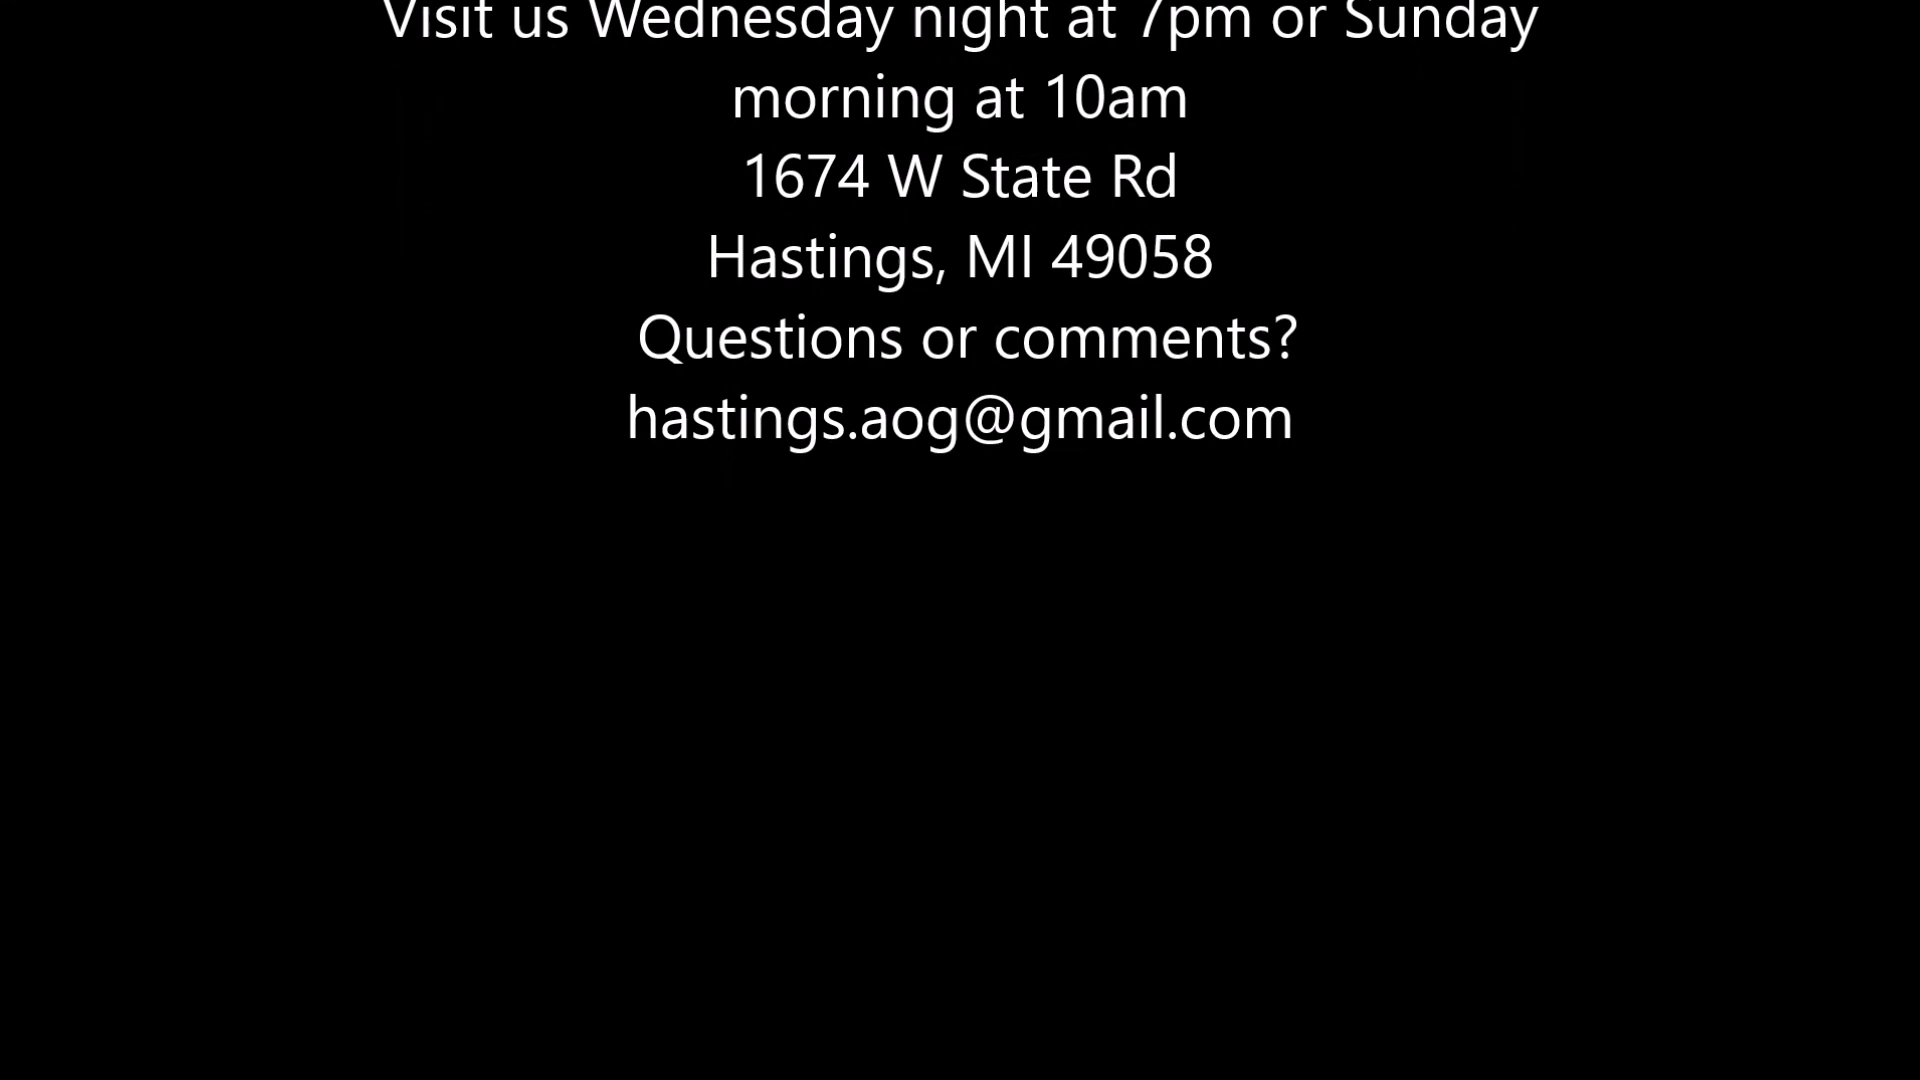 Visit us Wednesday night at 7pm or Sunday
morning at 10am
1674 W State Rd
Hastings, MI 49058
Questions or comments?
hastings.aog@gmail.com